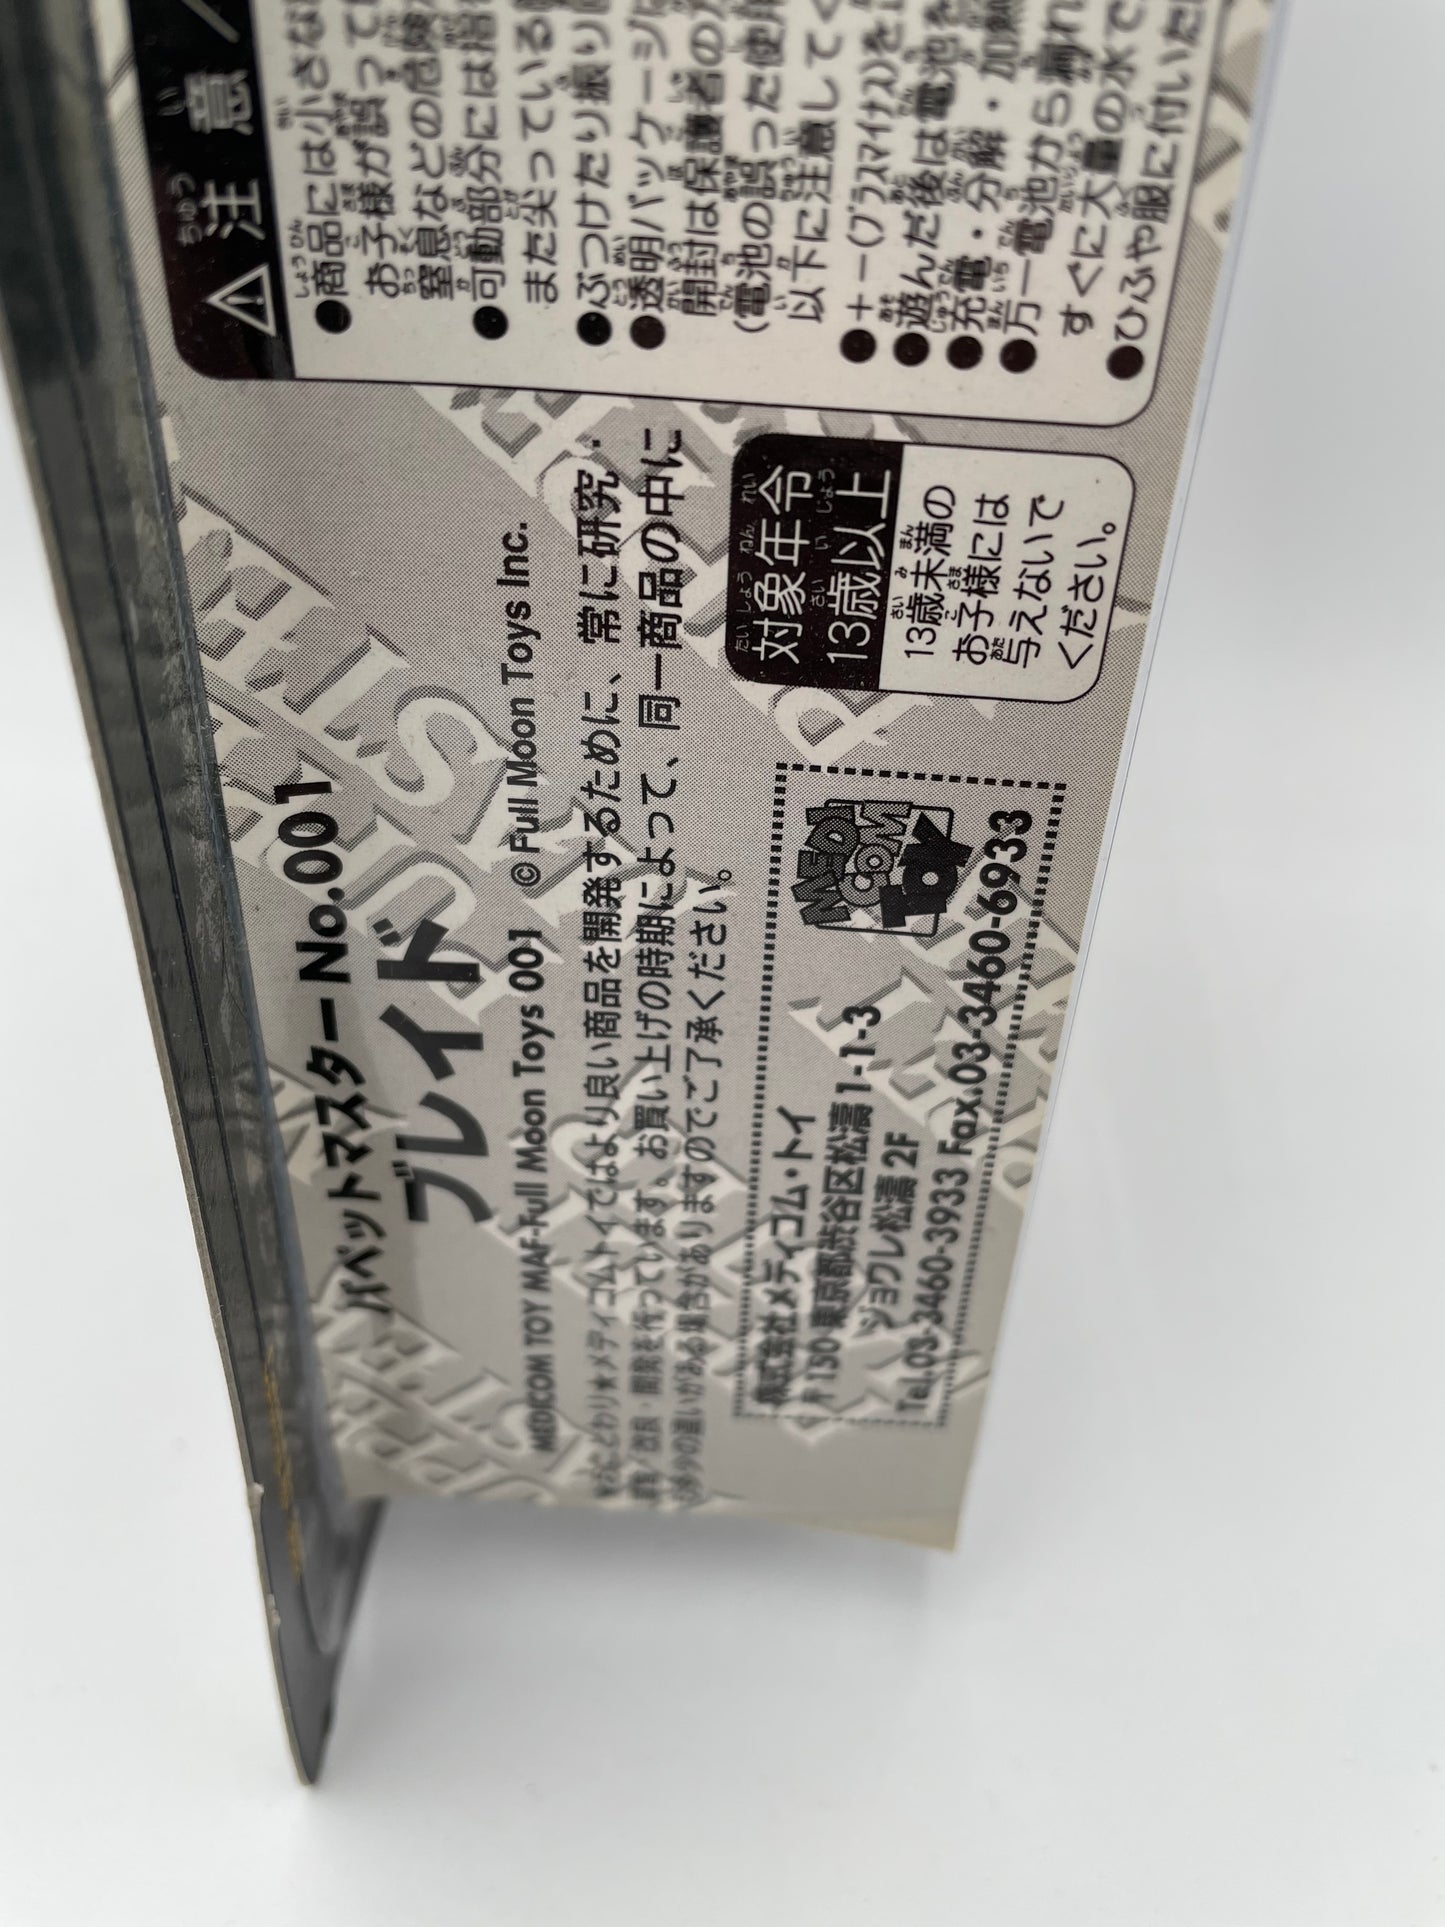 パペットマスターNo.001
ブレイド
MEDICOM TOY MAF-Full Moon Toys 001 ©Full Moon Toys Inc.
★メディコム・トイではより良い商品を開発するために、常に研究・
改良・開発を行っています。お買い上げの時期によって、同一商品の中に
多少の違いがある場合がありますのでご了承ください。
株式会社メディコム・トイ
〒150 東京都渋谷区松濤 1-1-3
ジョワレ松濤 2F
Tel.03-3460-3933 Fax.03-3460-6933
MEDI
COM
TOY
対象年令
13歳以上
13歳未満の
お子様には
与えないで
ください。
注意
●商品には小さな
お子様が誤って
窒息などの危険
●可動部分には指
また尖っている
●ぶつけたり振り
●透明パッケージ
開封は保護者の
(電池の誤った使
以下に注意して
●＋－(プラスマイナス)を
●遊んだ後は電池を
●充電・分解・加熱
●万一電池から漏れ
すぐに大量の水で
●ひふや服に付いた